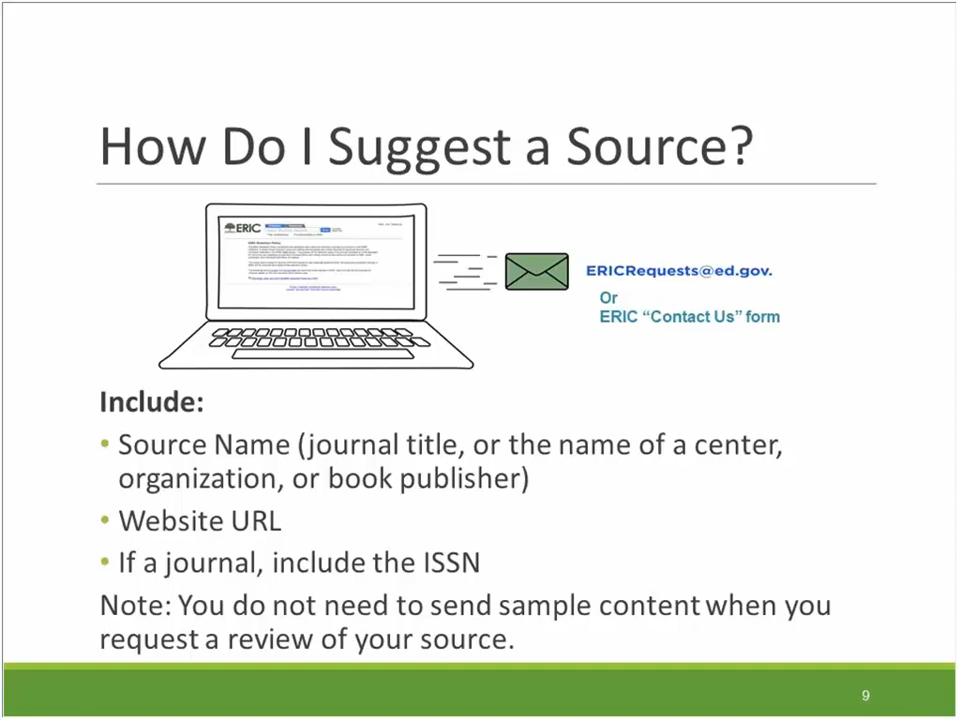 How Do I Suggest a Source?
ERIC
ERICRequests@ed.gov.
Or
ERIC “Contact Us” form
Include:
• Source Name (journal title, or the name of a center,
organization, or book publisher)
• Website URL
• If a journal, include the ISSN
Note: You do not need to send sample content when you
request a review of your source.
9